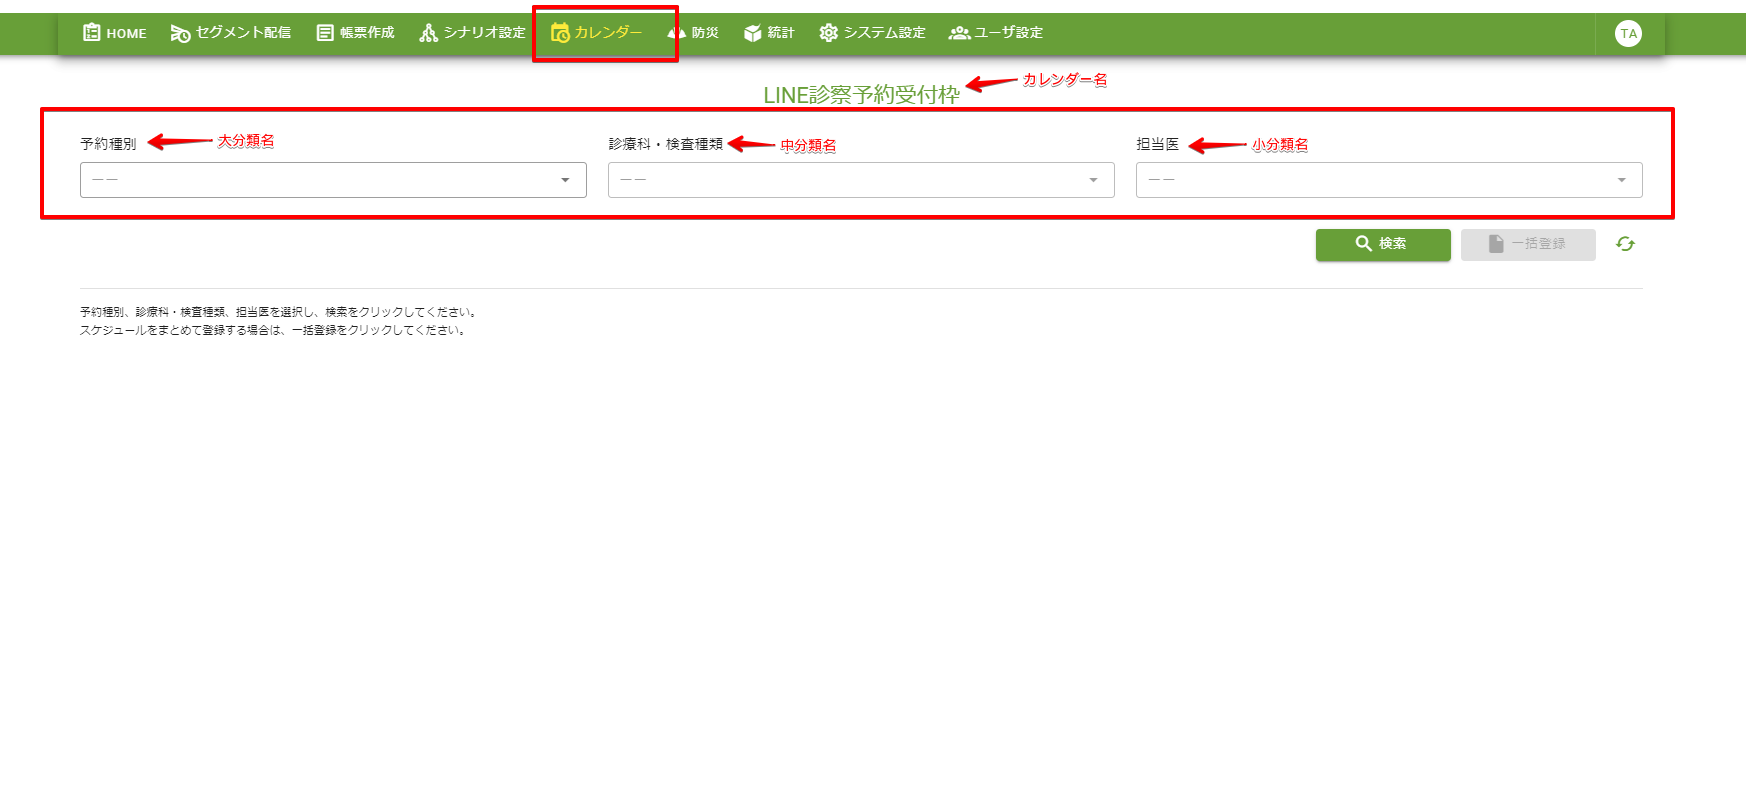 HOME セグメント配信 帳票作成 シナリオ設定 カレンダー 防災 統計 システム設定 ユーザ設定 TA
カレンダー名
LINE診察予約受付枠
予約種別 大分類名 診療科・検査種類 中分類名 担当医 小分類名
—— —— ——
検索 一括登録
予約種別、診療科・検査種類、担当医を選択し、検索をクリックしてください。
スケジュールをまとめて登録する場合は、一括登録をクリックしてください。